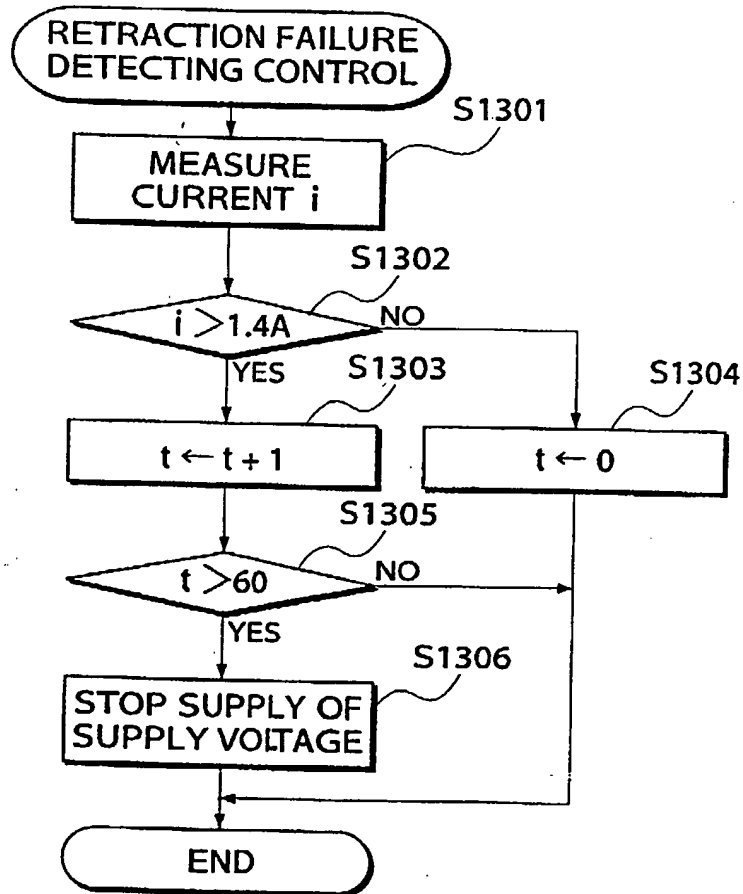 RETRACTION FAILURE
DETECTING CONTROL
S1301
MEASURE
CURRENT i
S1302
i > 1.4A
NO
YES
S1303
S1304
t ← t + 1
t ← 0
S1305
t > 60
NO
YES
S1306
STOP SUPPLY OF
SUPPLY VOLTAGE
END